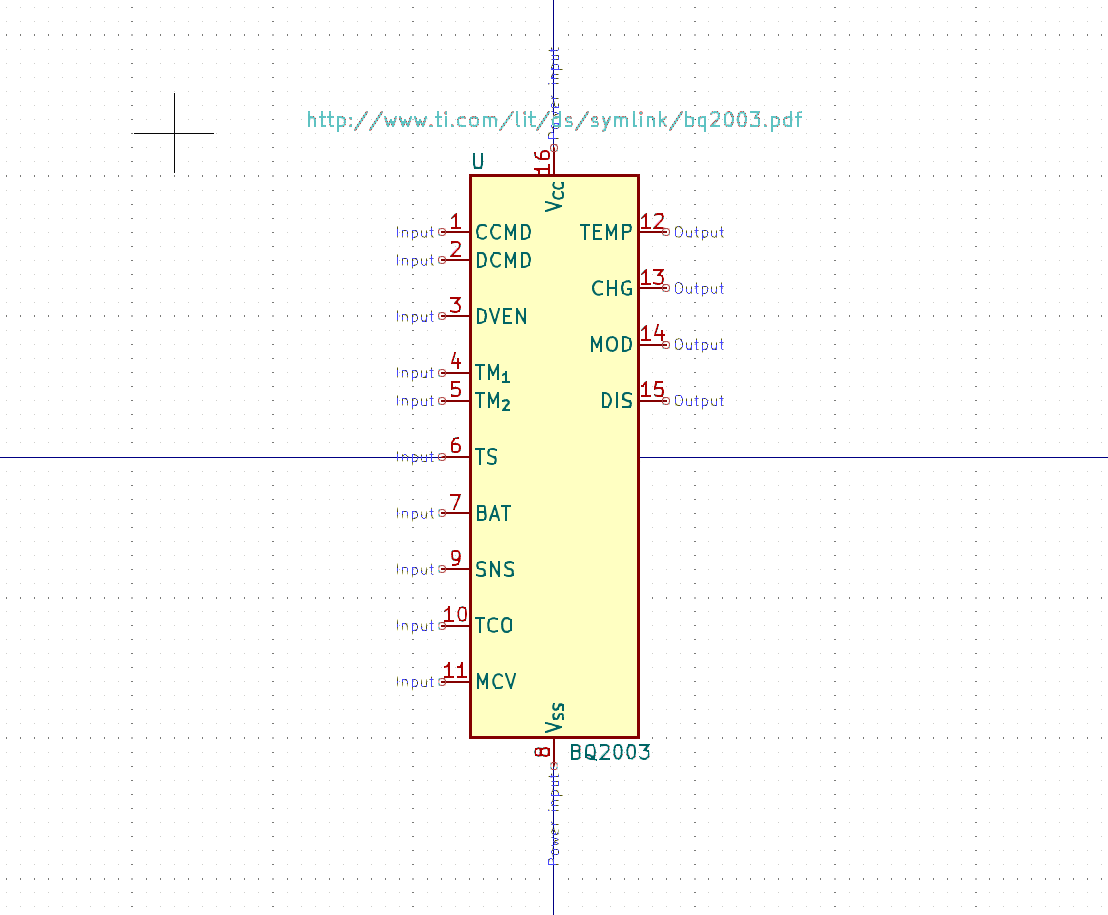 Power input
http://www.ti.com/lit/ds/symlink/bq2003.pdf
U
16
Vcc
Input 1 CCMD
TEMP 12 Output
Input 2 DCMD
CHG 13 Output
Input 3 DVEN
MOD 14 Output
Input 4 TM1
Input 5 TM2
DIS 15 Output
Input 6 TS
Input 7 BAT
Input 9 SNS
Input 10 TCO
Input 11 MCV
Vss
8
BQ2003
Power input